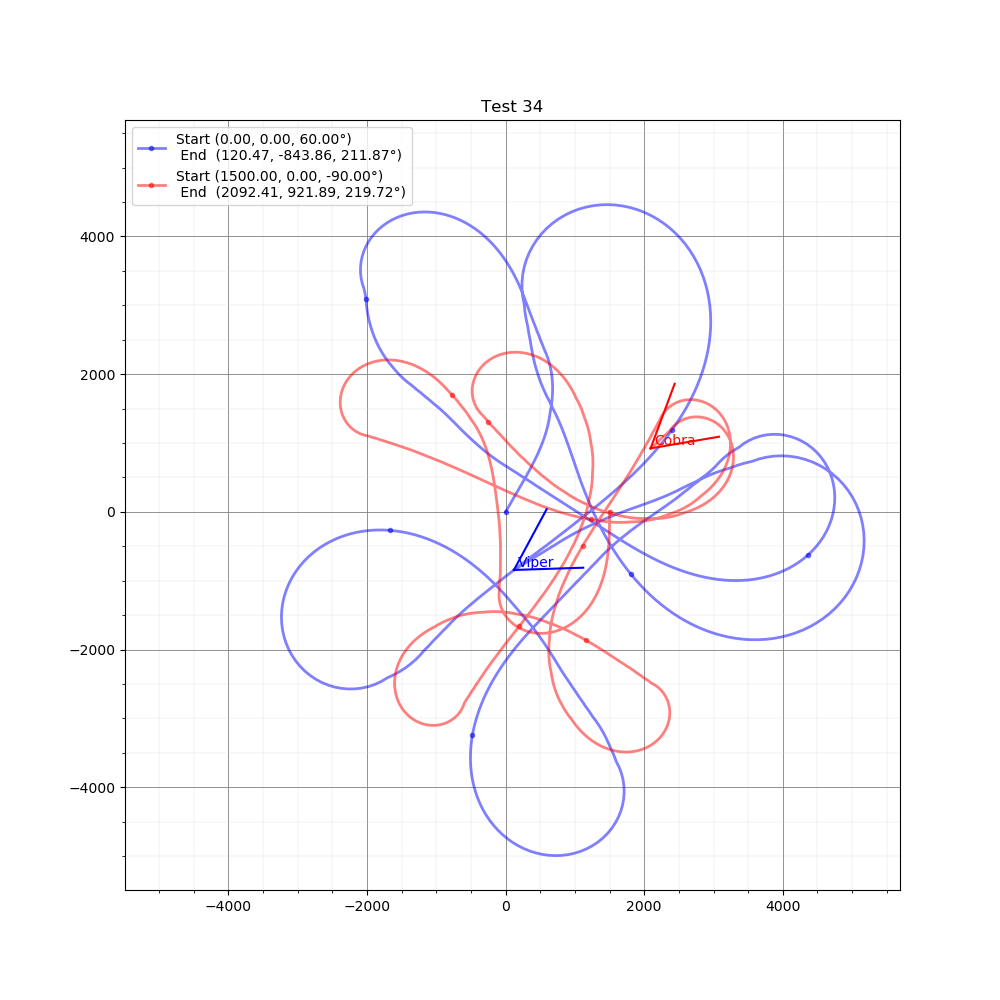 Test 34
Start (0.00, 0.00, 60.00°)
End (120.47, -843.86, 211.87°)
Start (1500.00, 0.00, -90.00°)
End (2092.41, 921.89, 219.72°)
4000
2000
0
−2000
−4000
Cobra
Viper
−4000 −2000 0 2000 4000